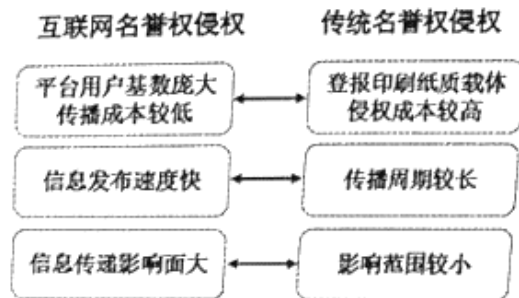 互联网名誉权侵权 传统名誉权侵权
平台用户基数庞大
传播成本较低
登报印刷纸质载体
侵权成本较高
信息发布速度快
传播周期较长
信息传递影响面大
影响范围较小